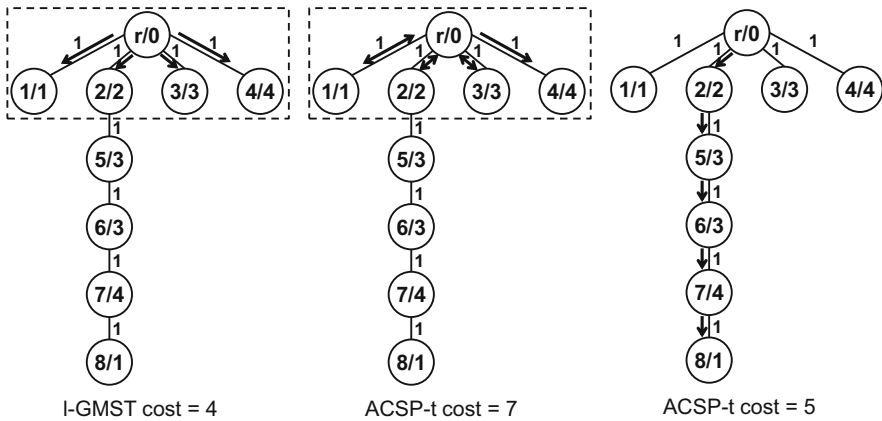 r/0
1 1 1 1
1/1 2/2 3/3 4/4
1
5/3
1
6/3
1
7/4
1
8/1
l-GMST cost = 4
r/0
1 1 1 1
1/1 2/2 3/3 4/4
1
5/3
1
6/3
1
7/4
1
8/1
ACSP-t cost = 7
r/0
1 1 1 1
1/1 2/2 3/3 4/4
1
5/3
1
6/3
1
7/4
1
8/1
ACSP-t cost = 5